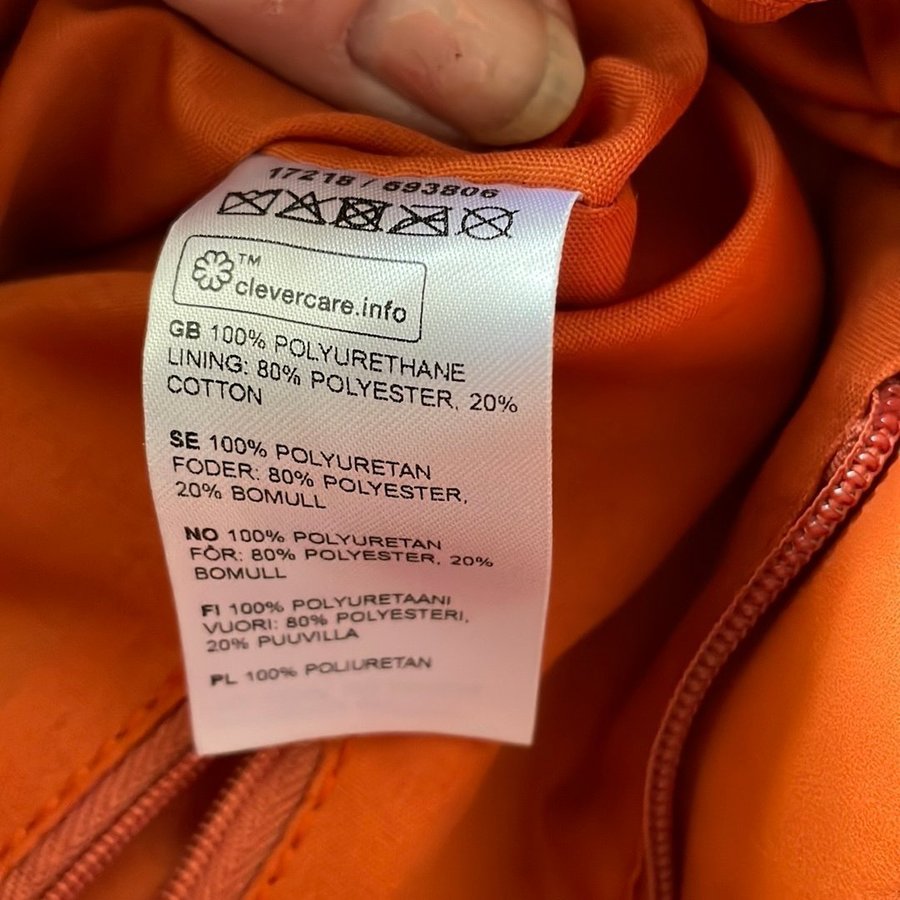 17218 / 693806
TM
clevercare.info
GB 100% POLYURETHANE
LINING: 80% POLYESTER, 20%
COTTON
SE 100% POLYURETAN
FODER: 80% POLYESTER,
20% BOMULL
NO 100% POLYURETAN
FÔR: 80% POLYESTER, 20%
BOMULL
FI 100% POLYURETAANI
VUORI: 80% POLYESTERI,
20% PUUVILLA
PL 100% POLIURETAN